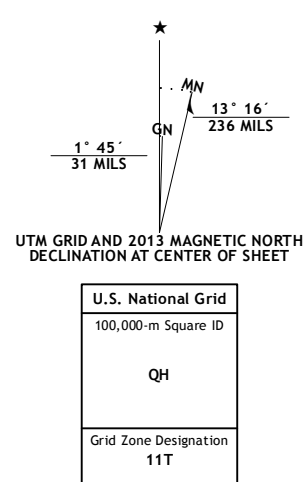 ★
MN
GN
13° 16´
236 MILS
1° 45´
31 MILS
UTM GRID AND 2013 MAGNETIC NORTH
DECLINATION AT CENTER OF SHEET
U.S. National Grid
100,000-m Square ID
QH
Grid Zone Designation
11T